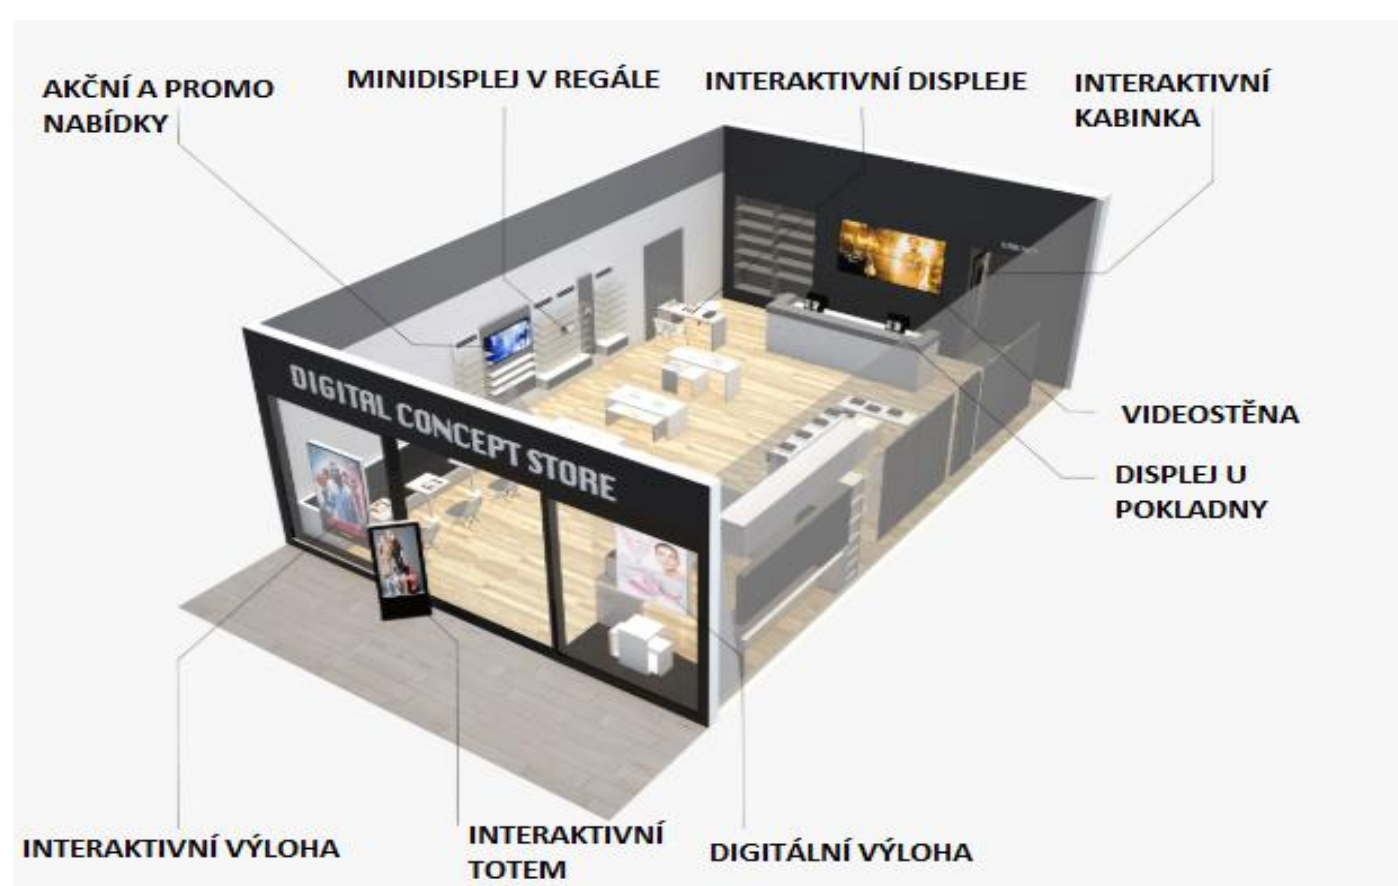 AKČNÍ A PROMO
NABÍDKY
MINIDISPLEJ V REGÁLE
INTERAKTIVNÍ DISPLEJE
INTERAKTIVNÍ
KABINKA
DIGITAL CONCEPT STORE
VIDEOSTĚNA
DISPLEJ U
POKLADNY
INTERAKTIVNÍ VÝLOHA
INTERAKTIVNÍ
TOTEM
DIGITÁLNÍ VÝLOHA